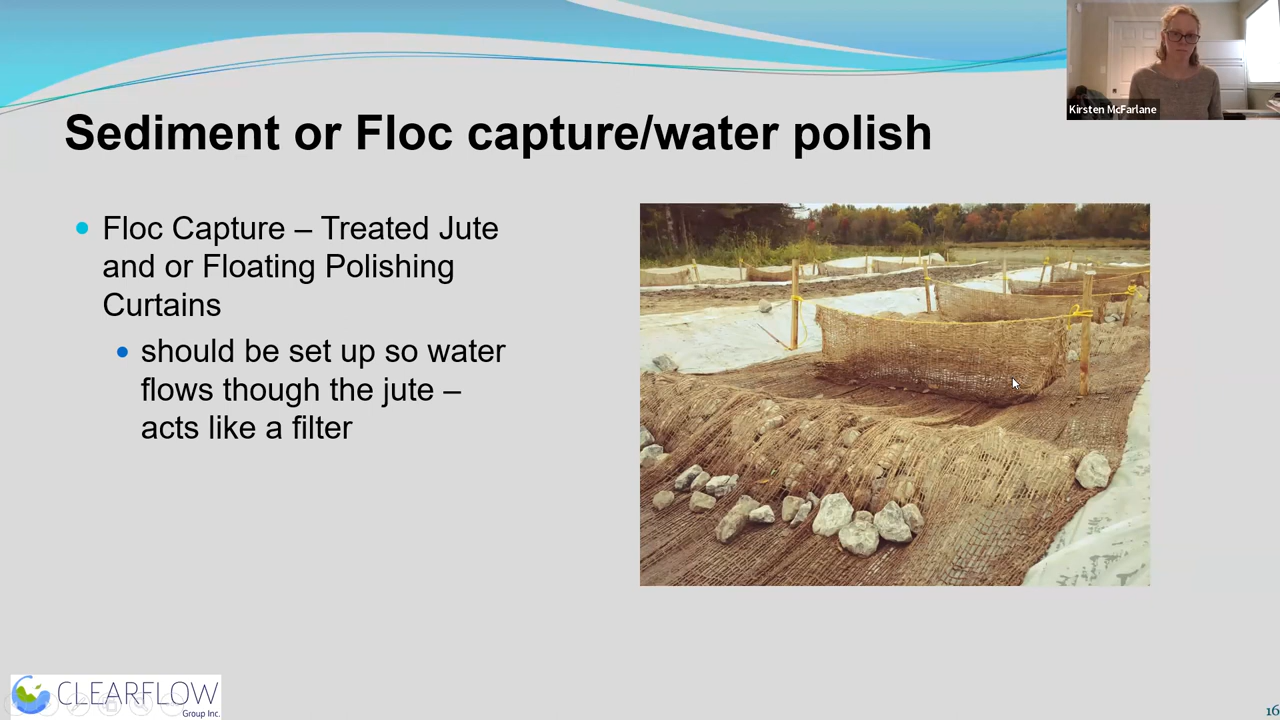 Kirsten McFarlane
Sediment or Floc capture/water polish
Floc Capture – Treated Jute
and or Floating Polishing
Curtains
should be set up so water
flows though the jute –
acts like a filter
CLEARFLOW
Group Inc.
16